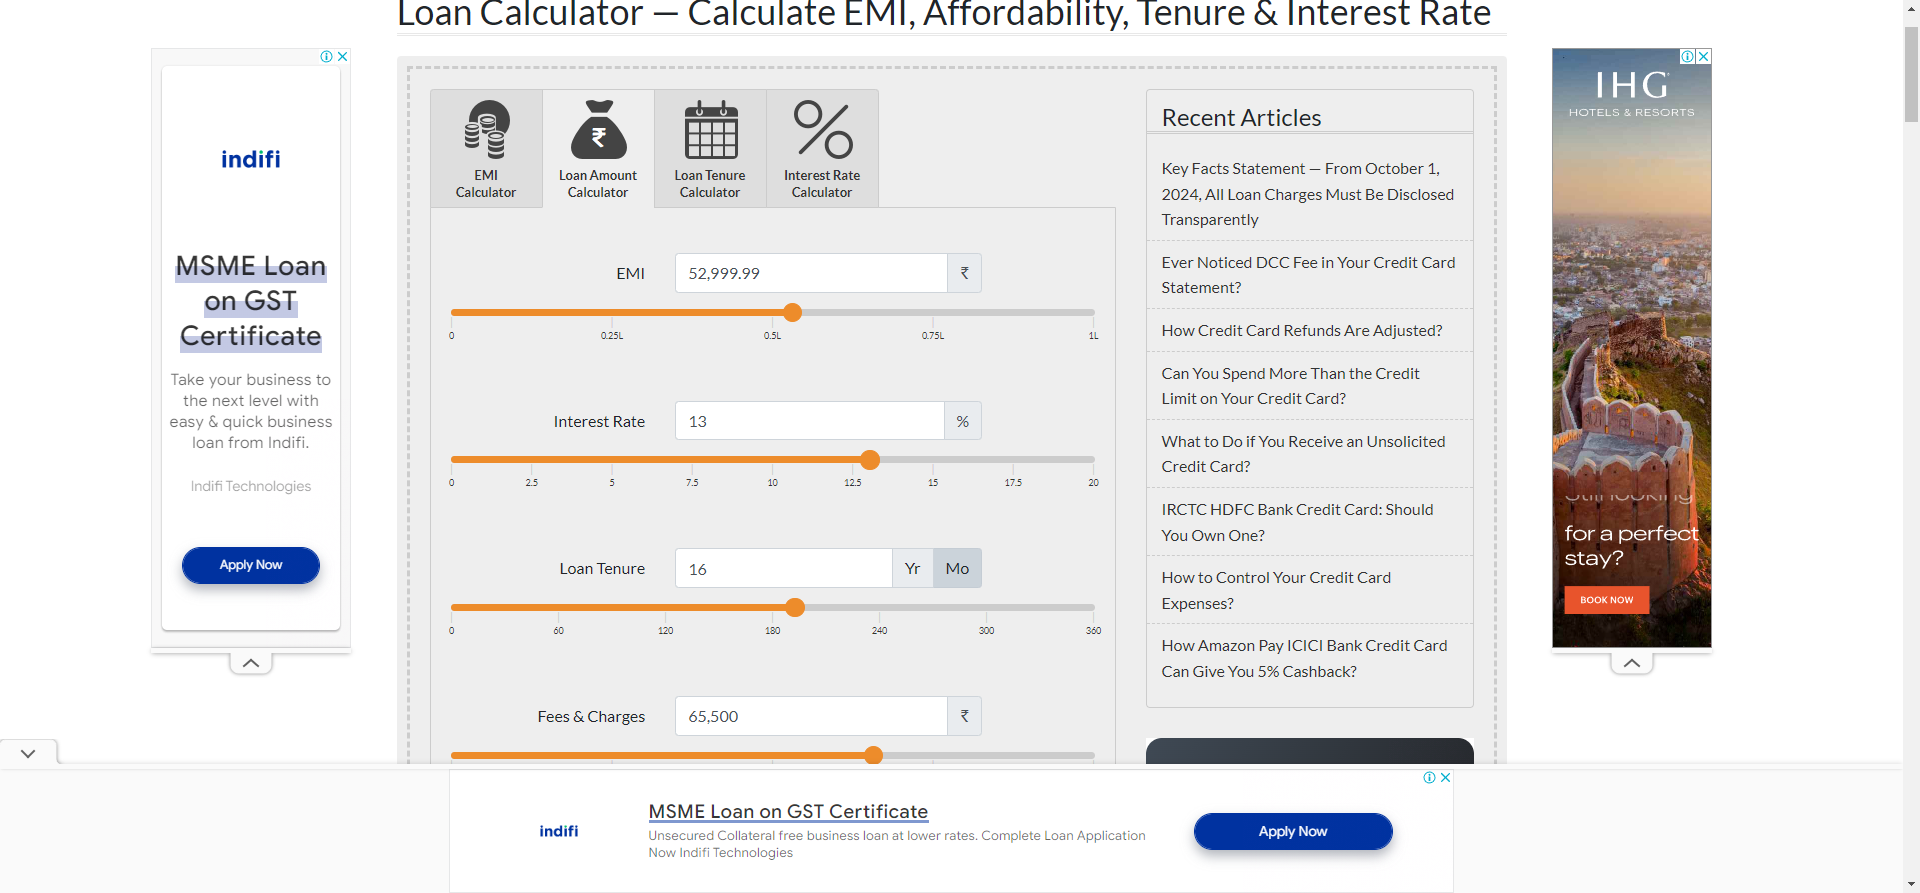 Loan Calculator — Calculate EMI, Affordability, Tenure & Interest Rate
indifi
MSME Loan
on GST
Certificate
Take your business to
the next level with
easy & quick business
loan from Indifi.
Indifi Technologies
Apply Now
EMI
Calculator
Loan Amount
Calculator
Loan Tenure
Calculator
Interest Rate
Calculator
EMI
52,999.99
₹
0
0.25L
0.5L
0.75L
1L
Interest Rate
13
%
0
2.5
5
7.5
10
12.5
15
17.5
20
Loan Tenure
16
Yr
Mo
0
60
120
180
240
300
360
Fees & Charges
65,500
₹
Recent Articles
Key Facts Statement — From October 1,
2024, All Loan Charges Must Be Disclosed
Transparently
Ever Noticed DCC Fee in Your Credit Card
Statement?
How Credit Card Refunds Are Adjusted?
Can You Spend More Than the Credit
Limit on Your Credit Card?
What to Do if You Receive an Unsolicited
Credit Card?
IRCTC HDFC Bank Credit Card: Should
You Own One?
How to Control Your Credit Card
Expenses?
How Amazon Pay ICICI Bank Credit Card
Can Give You 5% Cashback?
IHG
HOTELS & RESORTS
Still looking
for a perfect
stay?
BOOK NOW
indifi
MSME Loan on GST Certificate
Unsecured Collateral free business loan at lower rates. Complete Loan Application
Now Indifi Technologies
Apply Now